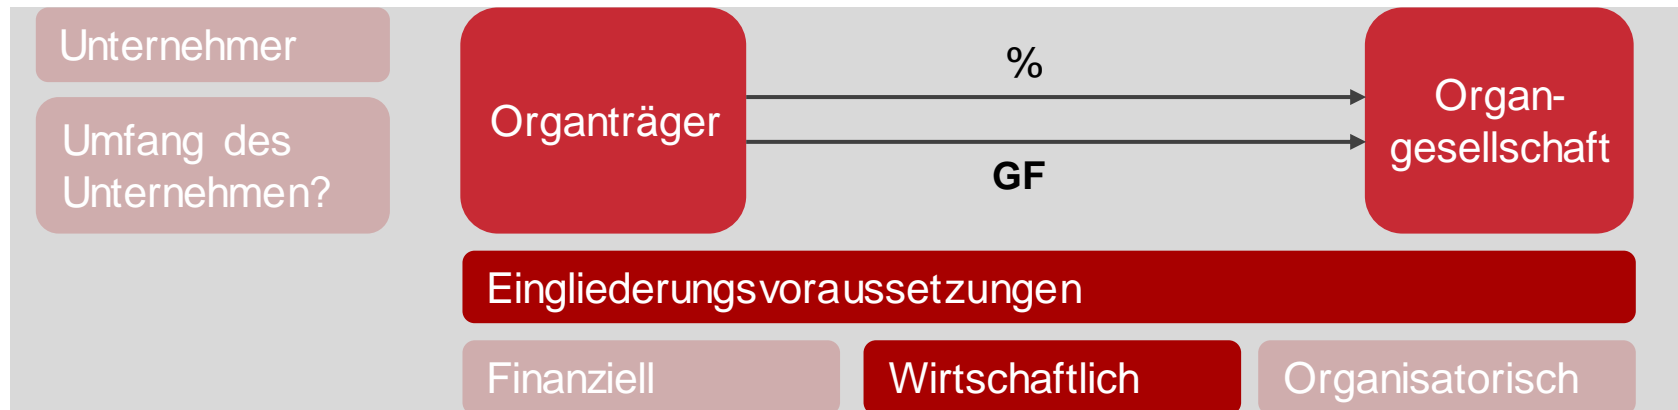 Unternehmer
Umfang des
Unternehmen?
Organträger
%
GF
Organ-
gesellschaft
Eingliederungsvoraussetzungen
Finanziell
Wirtschaftlich
Organisatorisch